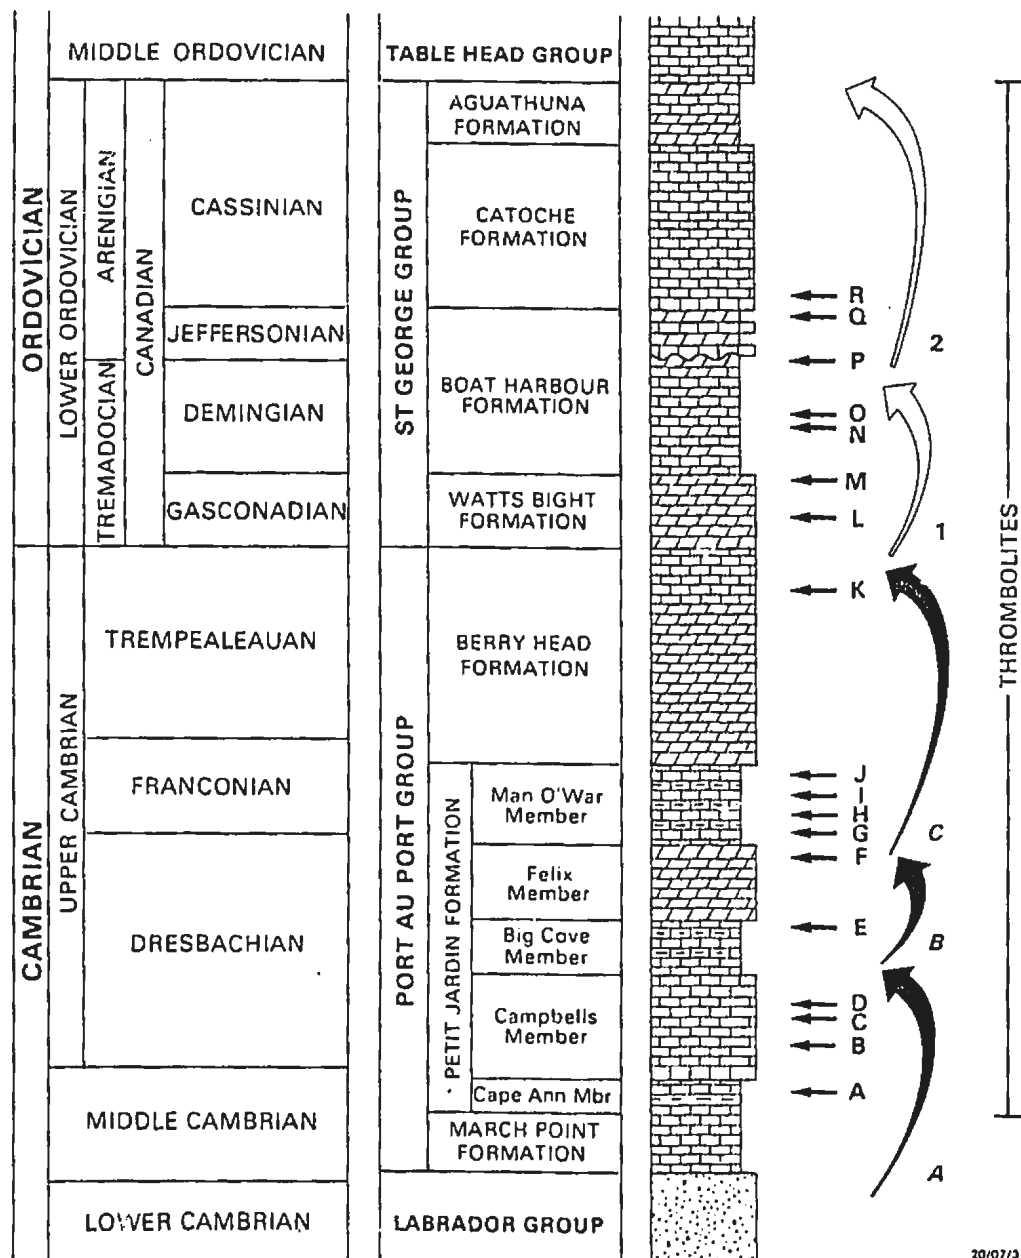 MIDDLE ORDOVICIAN
ORDOVICIAN
LOWER ORDOVICIAN
ARENIGIAN
TREMADOCIAN
CANADIAN
CASSINIAN
JEFFERSONIAN
DEMINGIAN
GASCONADIAN
CAMBRIAN
UPPER CAMBRIAN
TREMPEALEAUAN
FRANCONIAN
DRESBACHIAN
MIDDLE CAMBRIAN
LOWER CAMBRIAN
TABLE HEAD GROUP
ST GEORGE GROUP
AGUATHUNA
FORMATION
CATOCHE
FORMATION
BOAT HARBOUR
FORMATION
WATTS BIGHT
FORMATION
PORT AU PORT GROUP
BERRY HEAD
FORMATION
PETIT JARDIN FORMATION
Man O'War
Member
Felix
Member
Big Cove
Member
Campbells
Member
Cape Ann Mbr
MARCH POINT
FORMATION
LABRADOR GROUP
R
Q
P
O
N
M
L
K
J
I
H
G
F
E
D
C
B
A
2
1
C
B
A
THROMBOLITES
20/07/3